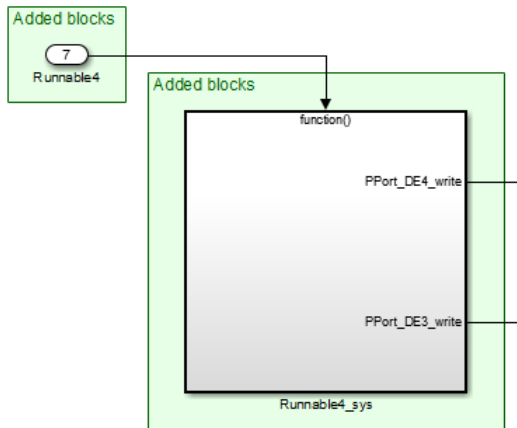 Added blocks
7
Runnable4
Added blocks
function()
PPort_DE4_write
PPort_DE3_write
Runnable4_sys